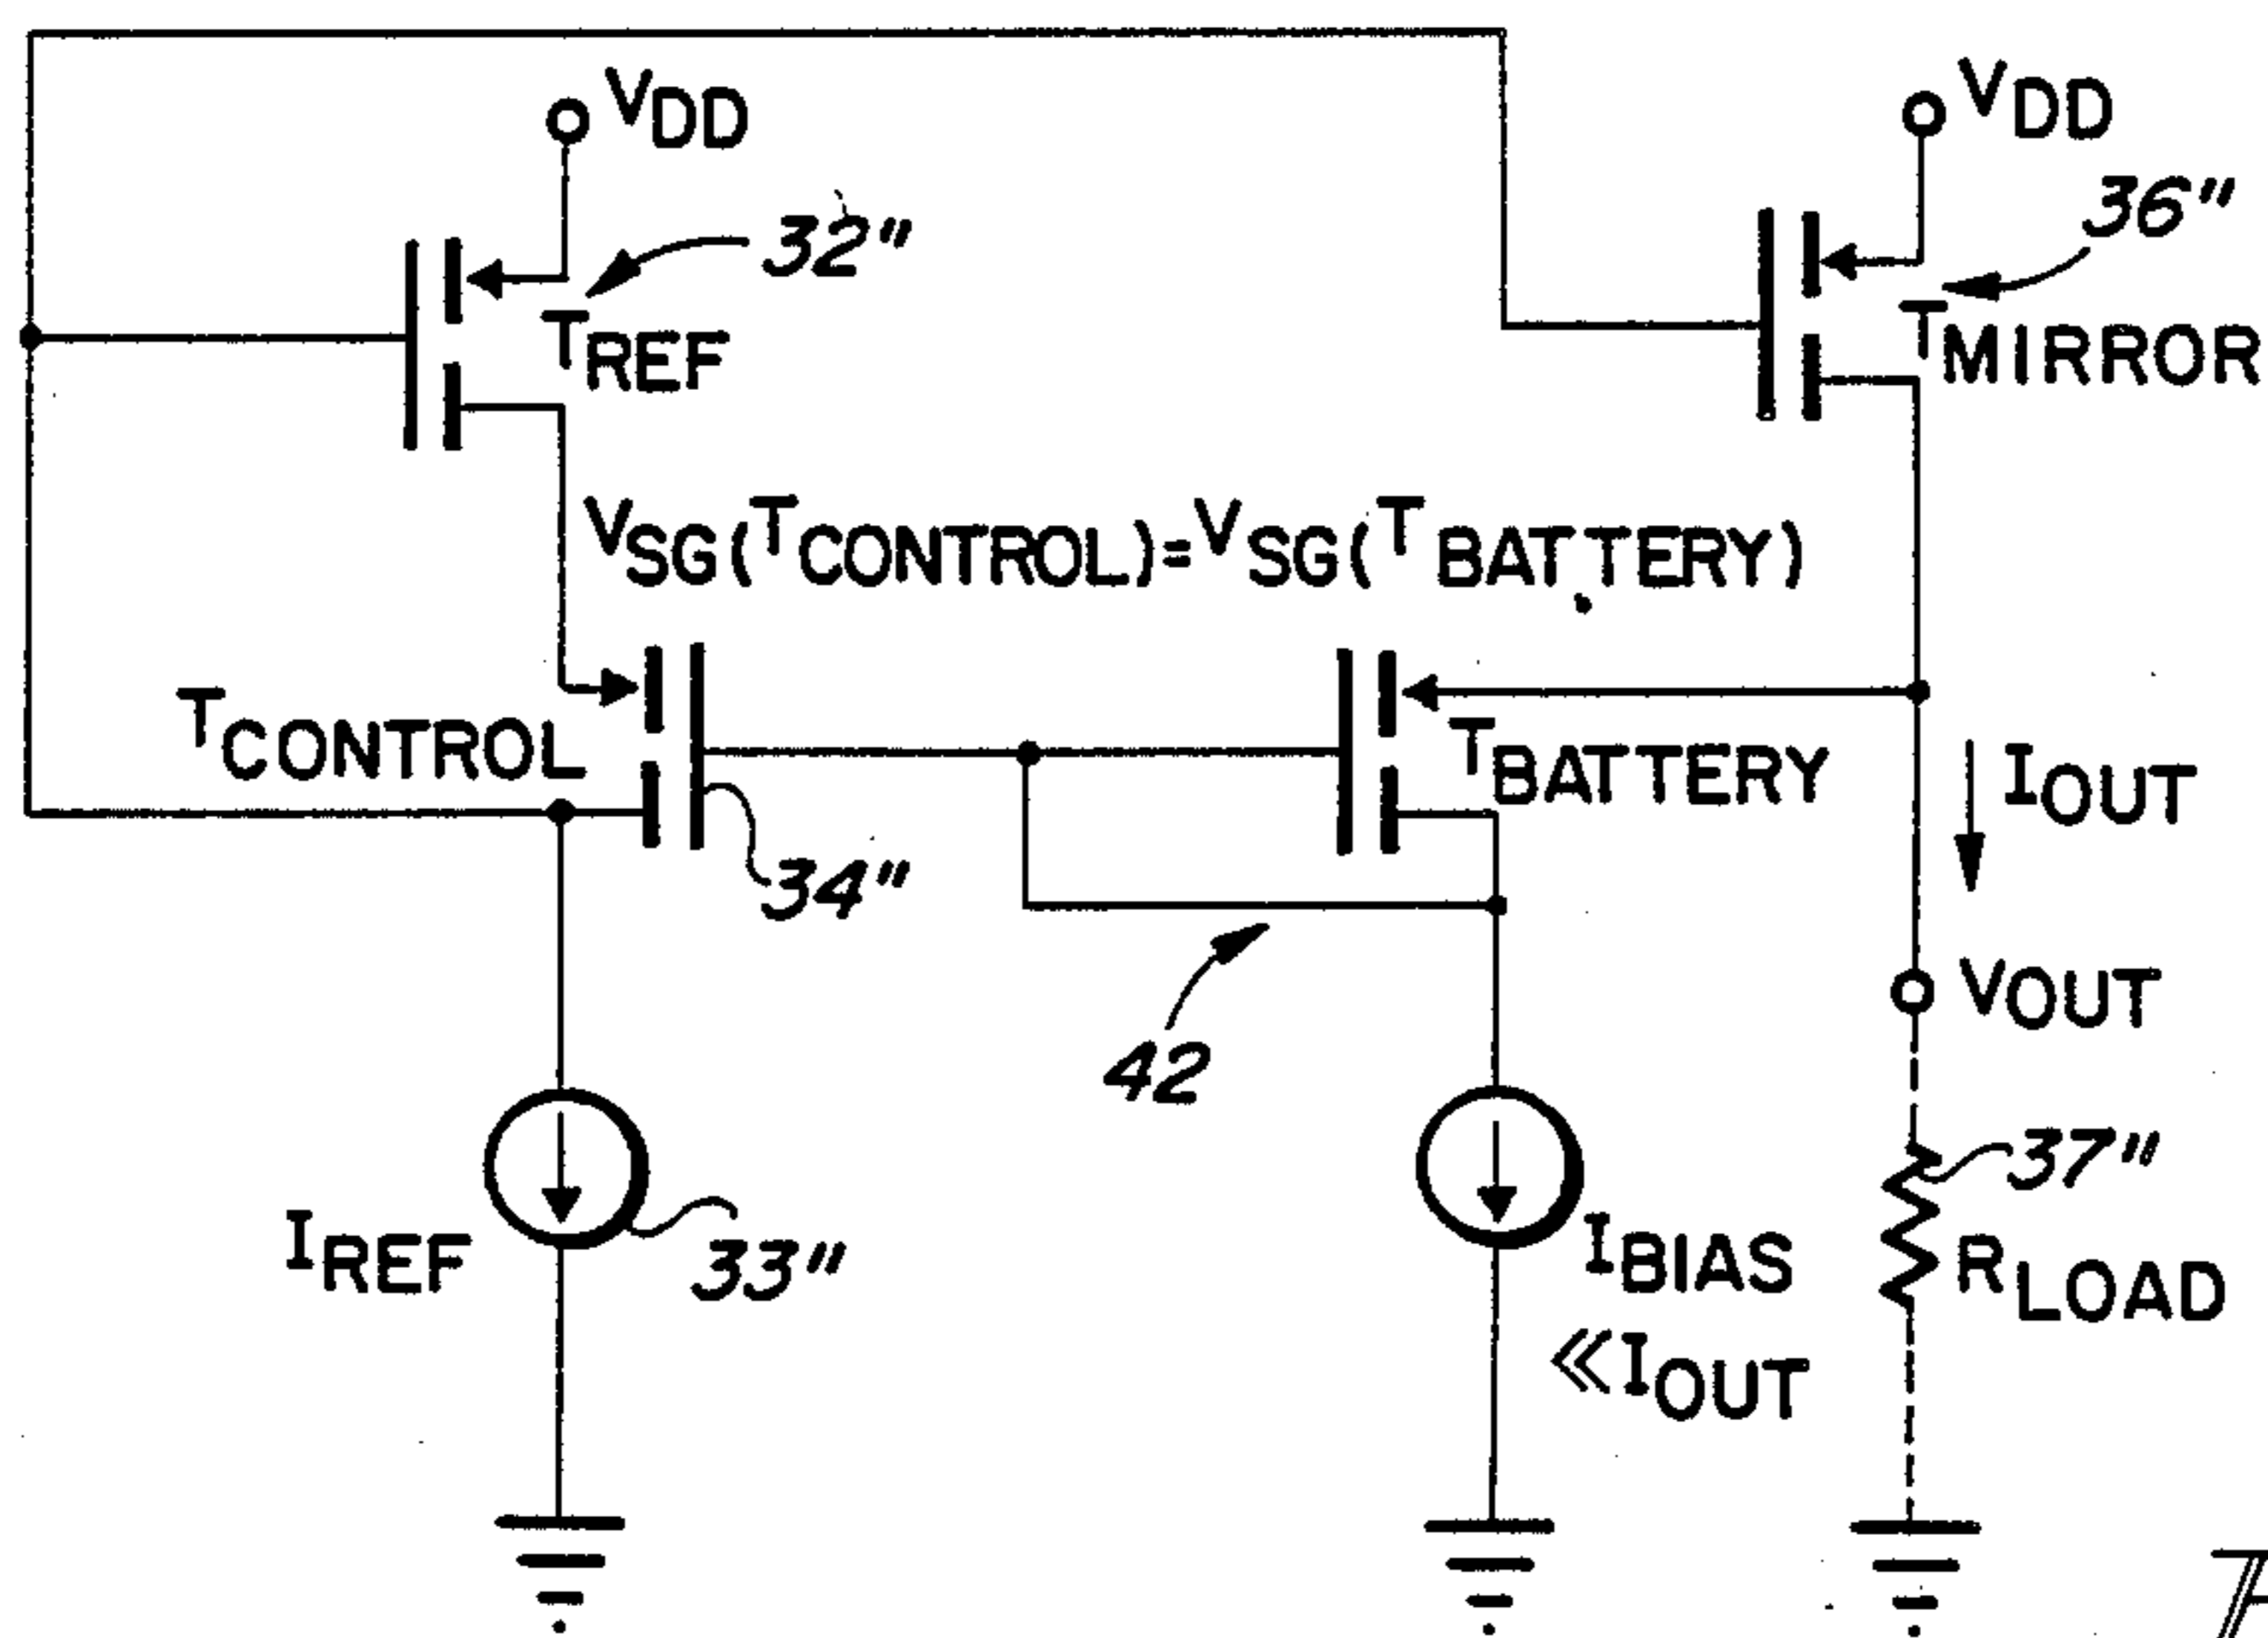 VDD
VDD
32"
36"
TREF
TMIRROR
VSG(TCONTROL)=VSG(TBATTERY)
TCONTROL
TBATTERY
IOUT
34"
VOUT
42
37"
IREF
33"
IBIAS
≪IOUT
RLOAD